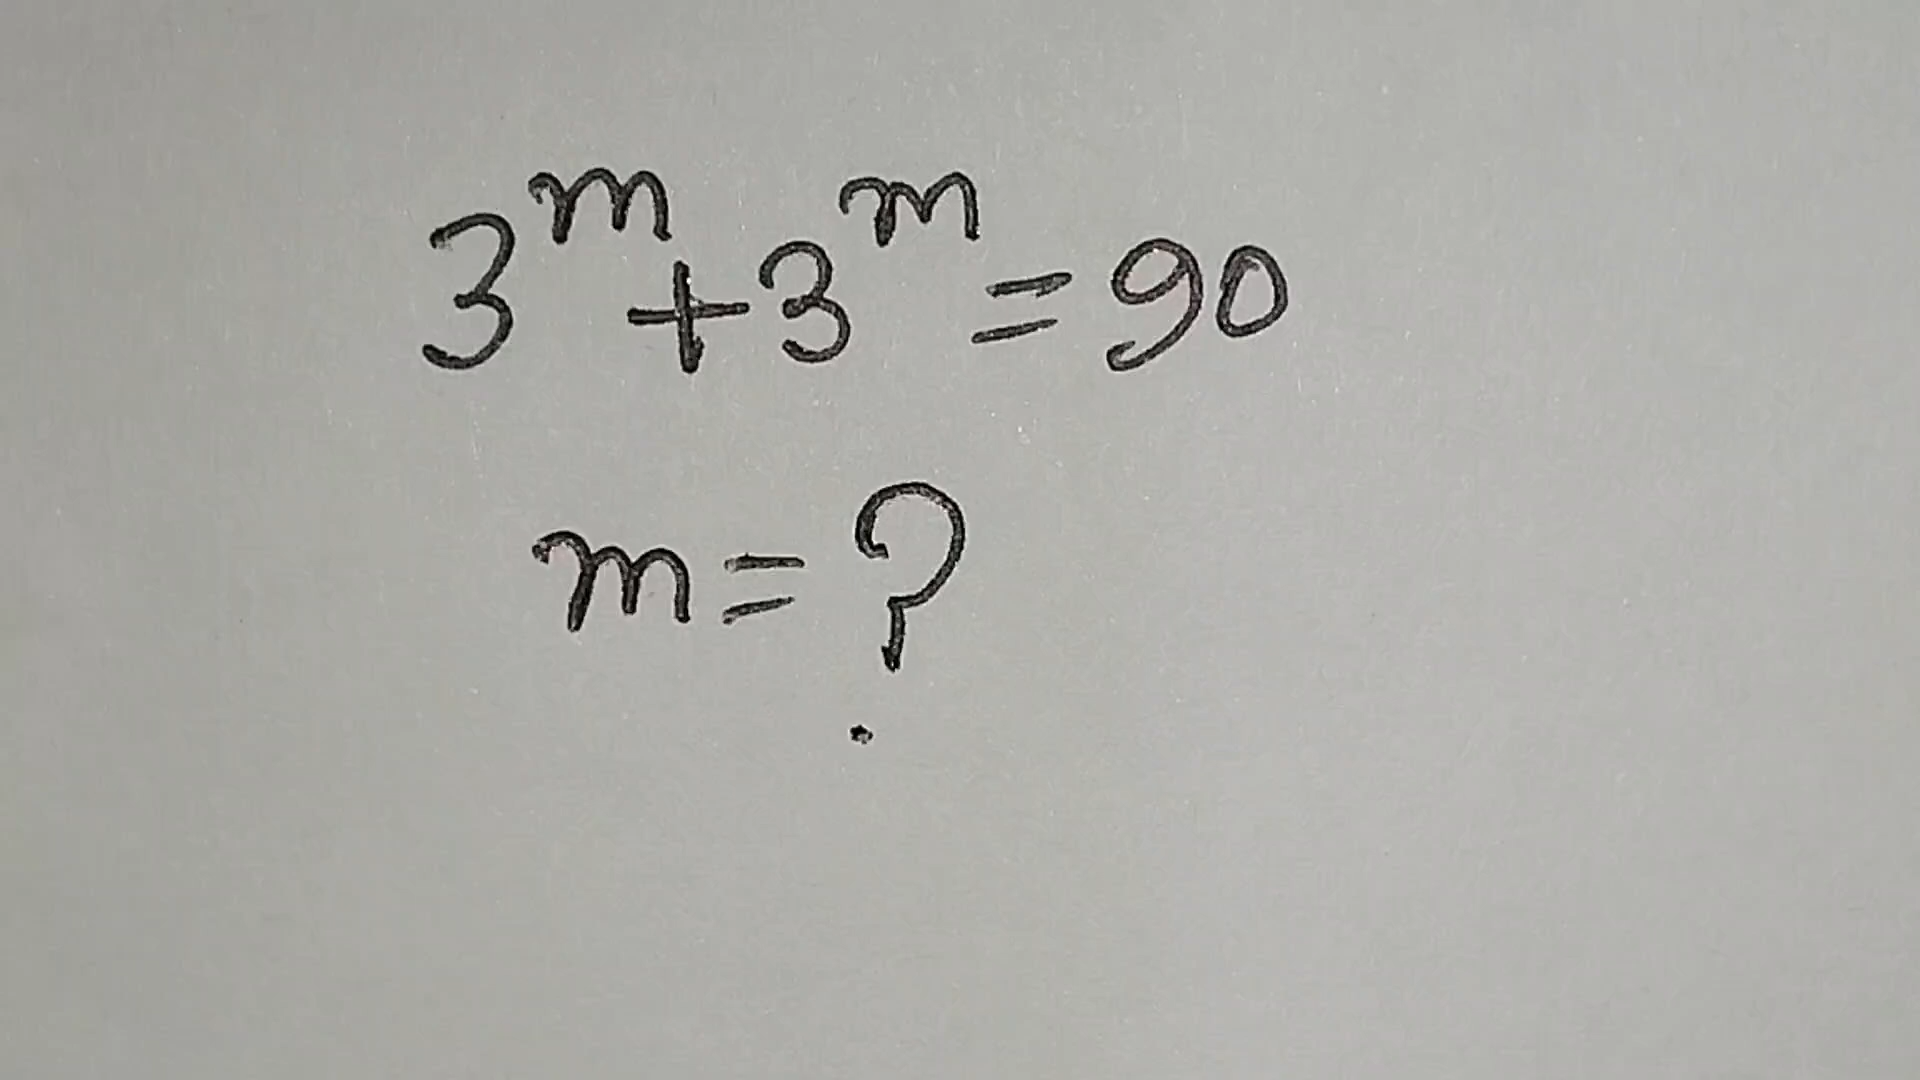 3^m + 3^m = 90
m = ?